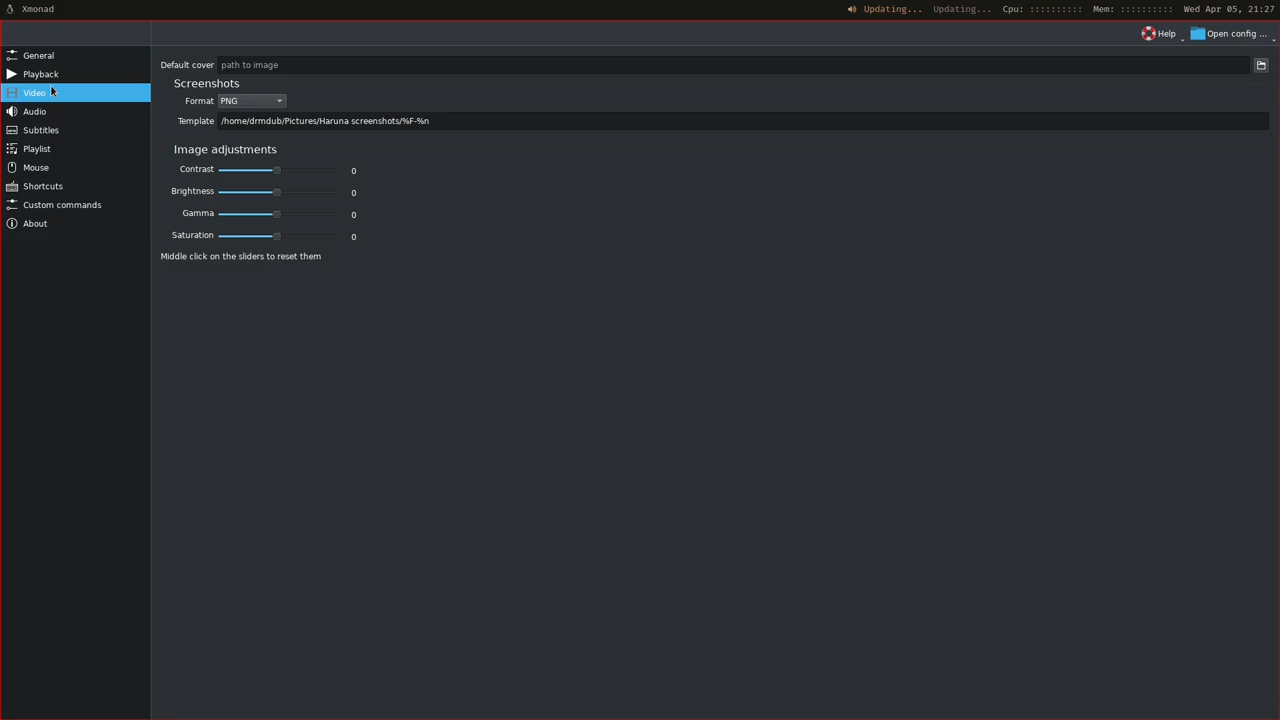 Xmonad
Updating... Updating... Cpu: :::::::::: Mem: :::::::::: Wed Apr 05, 21:27
Help Open config ...
General
Playback
Video
Audio
Subtitles
Playlist
Mouse
Shortcuts
Custom commands
About
Default cover path to image
Screenshots
Format PNG
Template /home/drmdub/Pictures/Haruna screenshots/%F-%n
Image adjustments
Contrast 0
Brightness 0
Gamma 0
Saturation 0
Middle click on the sliders to reset them